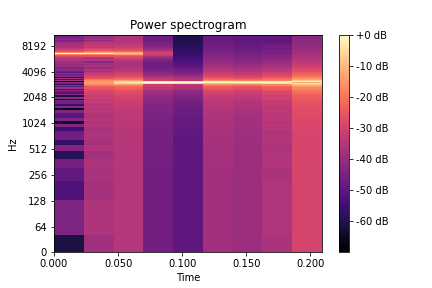 Power spectrogram
8192
4096
2048
1024
512
256
128
64
0
Hz
0.000 0.050 0.100 0.150 0.200
Time
+0 dB
-10 dB
-20 dB
-30 dB
-40 dB
-50 dB
-60 dB